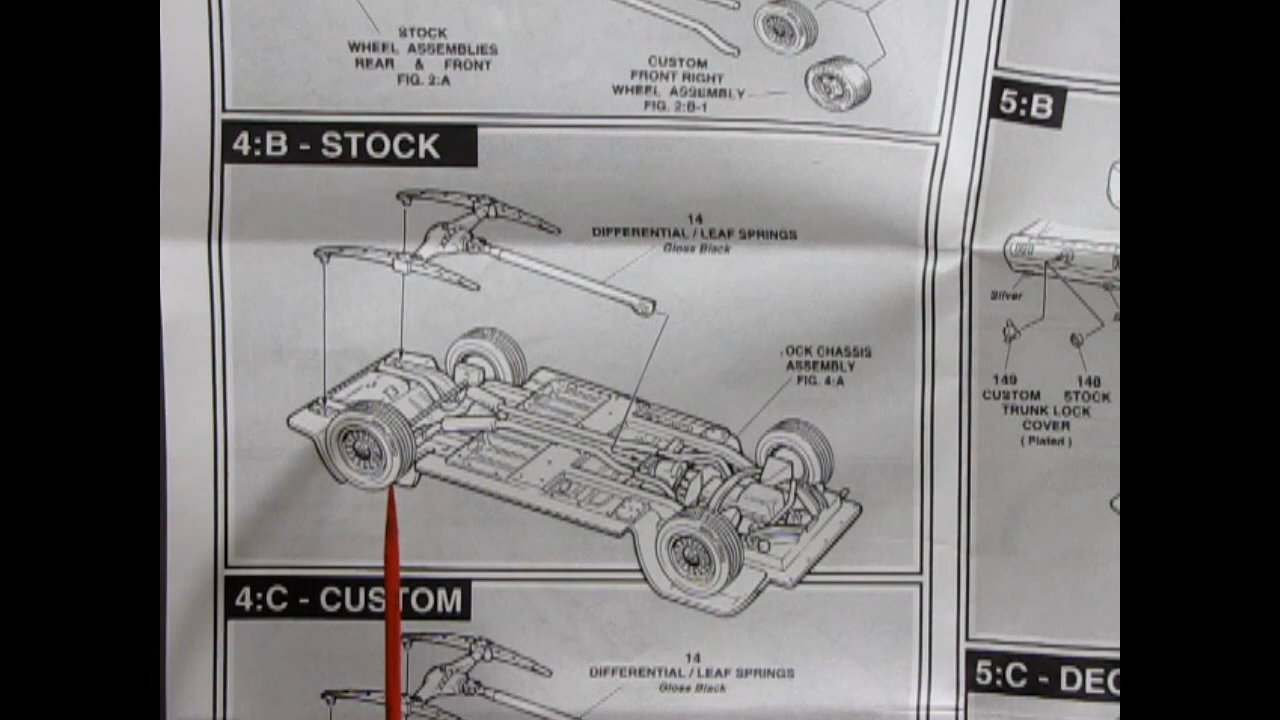 STOCK
WHEEL ASSEMBLIES
REAR & FRONT
FIG. 2:A
CUSTOM
FRONT RIGHT
WHEEL ASSEMBLY
FIG. 2:B-1
4:B - STOCK
14
DIFFERENTIAL / LEAF SPRINGS
Gloss Black
OCK CHASSIS
ASSEMBLY
FIG. 4:A
4:C - CUSTOM
14
DIFFERENTIAL / LEAF SPRINGS
Gloss Black
5:B
Silver
149 140
CUSTOM STOCK
TRUNK LOCK
COVER
( Plated )
5:C - DEC